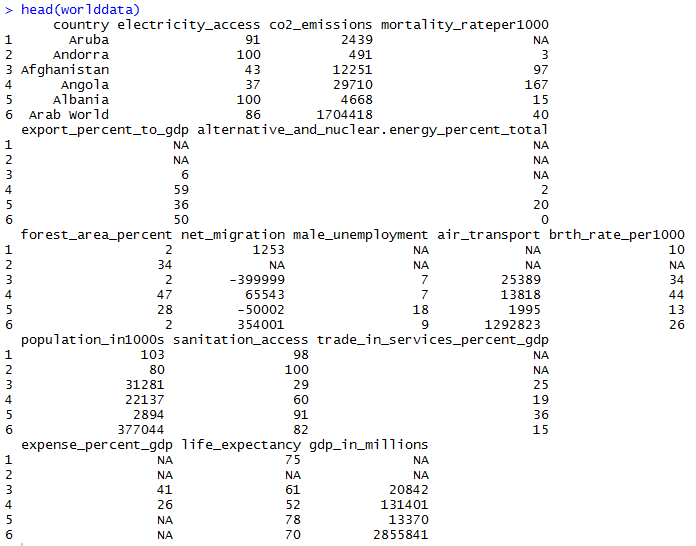 > head(worlddata)
country electricity_access co2_emissions mortality_rateper1000
1 Aruba 91 2439 NA
2 Andorra 100 491 3
3 Afghanistan 43 12251 97
4 Angola 37 29710 167
5 Albania 100 4668 15
6 Arab World 86 1704418 40
export_percent_to_gdp alternative_and_nuclear.energy_percent_total
1 NA NA
2 NA NA
3 6 NA
4 59 2
5 36 20
6 50 0
forest_area_percent net_migration male_unemployment air_transport brth_rate_per1000
1 2 1253 NA NA 10
2 34 NA NA NA NA
3 2 -399999 7 25389 34
4 47 65543 7 13818 44
5 28 -50002 18 1995 13
6 2 354001 9 1292823 26
population_in1000s sanitation_access trade_in_services_percent_gdp
1 103 98 NA
2 80 100 NA
3 31281 29 25
4 22137 60 19
5 2894 91 36
6 377044 82 15
expense_percent_gdp life_expectancy gdp_in_millions
1 NA 75 NA
2 NA NA NA
3 41 61 20842
4 26 52 131401
5 NA 78 13370
6 NA 70 2855841